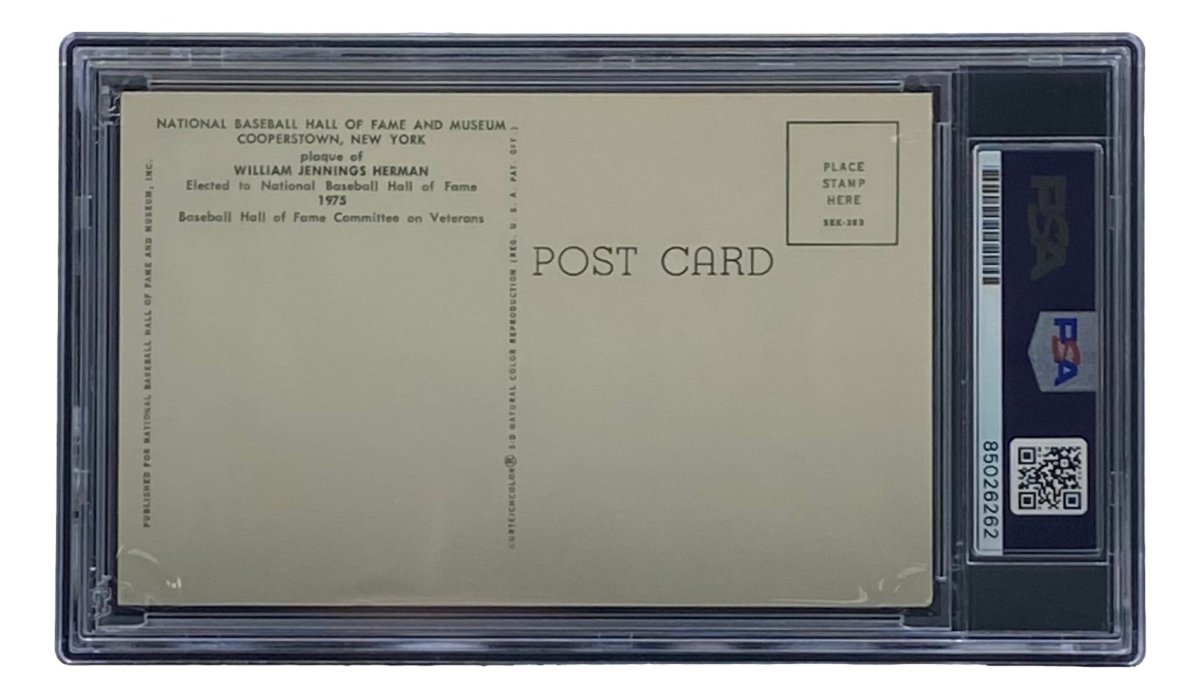 NATIONAL BASEBALL HALL OF FAME AND MUSEUM
COOPERSTOWN, NEW YORK
plaque of
WILLIAM JENNINGS HERMAN
Elected to National Baseball Hall of Fame
1975
Baseball Hall of Fame Committee on Veterans
PUBLISHED FOR NATIONAL BASEBALL HALL OF FAME AND MUSEUM, INC.
CURTEICHCOLOR® 3-D NATURAL COLOR REPRODUCTION (REG. U. S. A. PAT. OFF.)
POST CARD
PLACE
STAMP
HERE
5EK-383
PSA
PSA
85026262